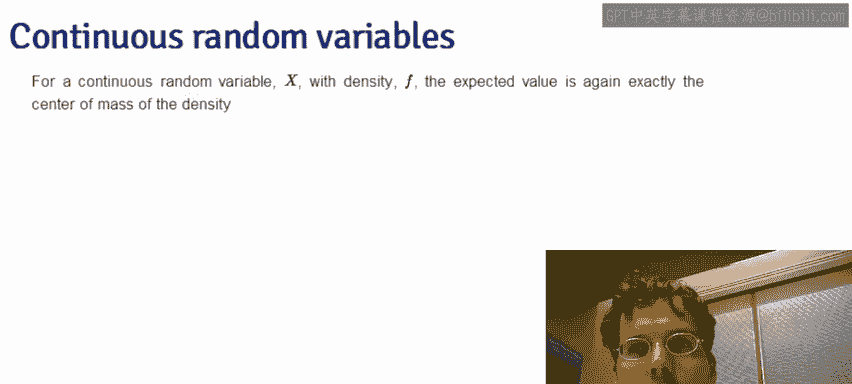 GPT中英字幕课程资源@bilibili.com
Continuous random variables
For a continuous random variable, X, with density, f, the expected value is again exactly the
center of mass of the density